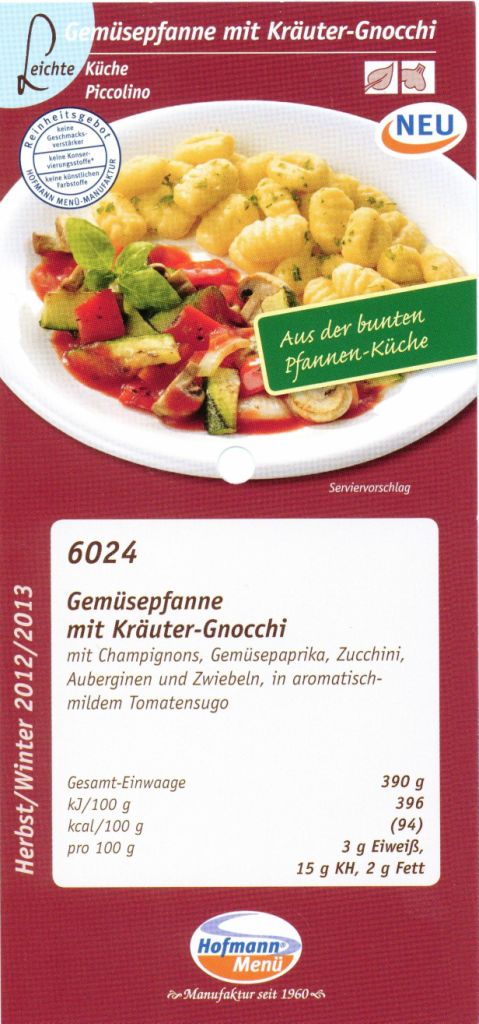 Gemüsepfanne mit Kräuter-Gnocchi
Leichte Küche
Piccolino
NEU
Reinheitsgebot
keine
Geschmacks-
verstärker
keine Konser-
vierungsstoffe*
keine künstlichen
Farbstoffe
HOFMANN MENÜ-MANUFAKTUR
Aus der bunten
Pfannen-Küche
Serviervorschlag
6024
Gemüsepfanne
mit Kräuter-Gnocchi
mit Champignons, Gemüsepaprika, Zucchini,
Auberginen und Zwiebeln, in aromatisch-
mildem Tomatensugo
Gesamt-Einwaage 390 g
kJ/100 g 396
kcal/100 g (94)
pro 100 g 3 g Eiweiß,
15 g KH, 2 g Fett
Herbst/Winter 2012/2013
Hofmann®
Menü
Manufaktur seit 1960